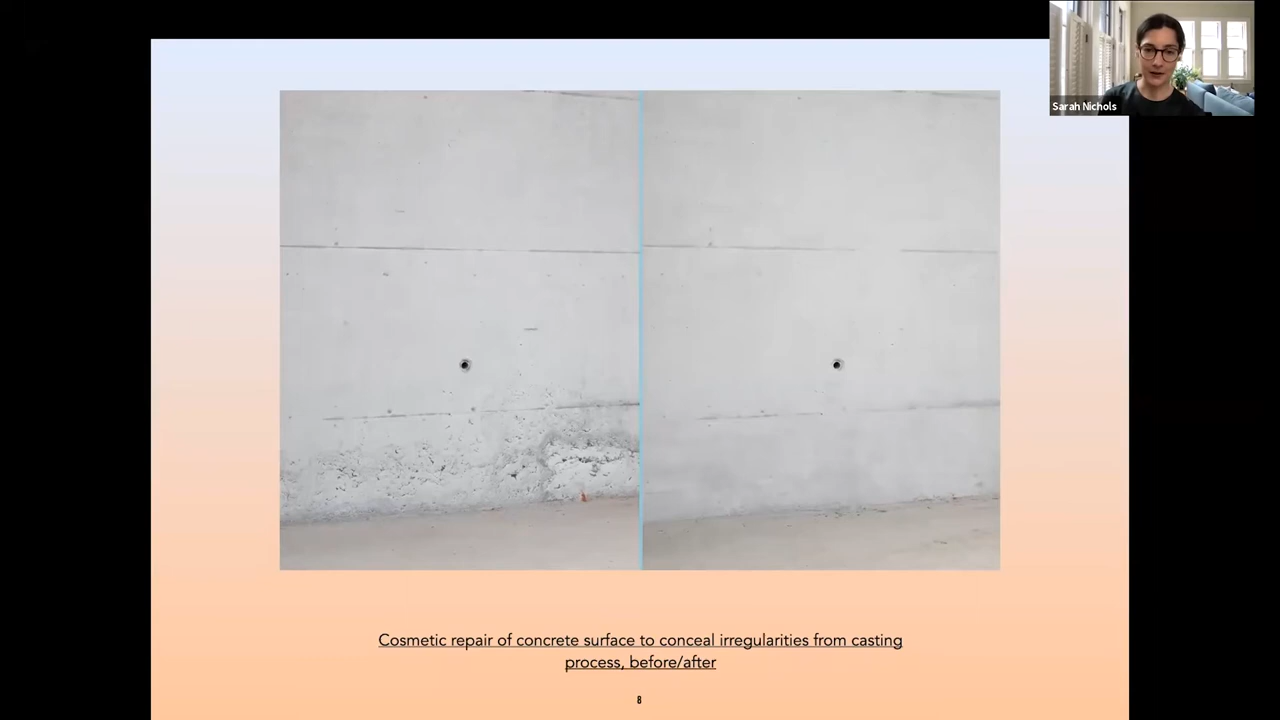 Sarah Nichols
Cosmetic repair of concrete surface to conceal irregularities from casting
process, before/after
8